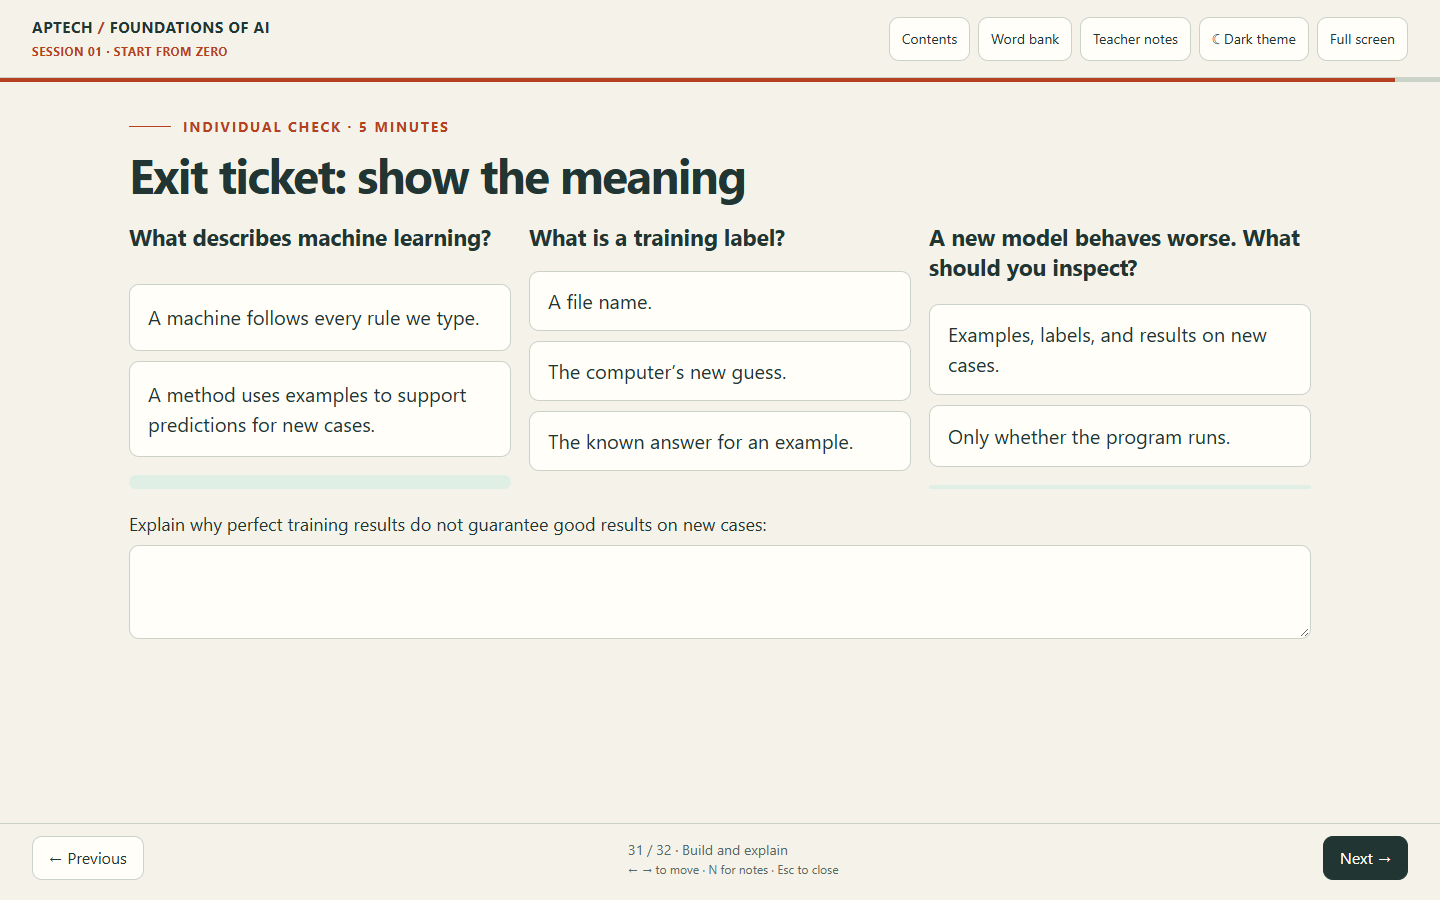 APTECH / FOUNDATIONS OF AI
SESSION 01 · START FROM ZERO
Contents
Word bank
Teacher notes
☾ Dark theme
Full screen
INDIVIDUAL CHECK · 5 MINUTES
Exit ticket: show the meaning
What describes machine learning?
A machine follows every rule we type.
A method uses examples to support
predictions for new cases.
What is a training label?
A file name.
The computer’s new guess.
The known answer for an example.
A new model behaves worse. What
should you inspect?
Examples, labels, and results on new
cases.
Only whether the program runs.
Explain why perfect training results do not guarantee good results on new cases:
← Previous
31 / 32 · Build and explain
← → to move · N for notes · Esc to close
Next →